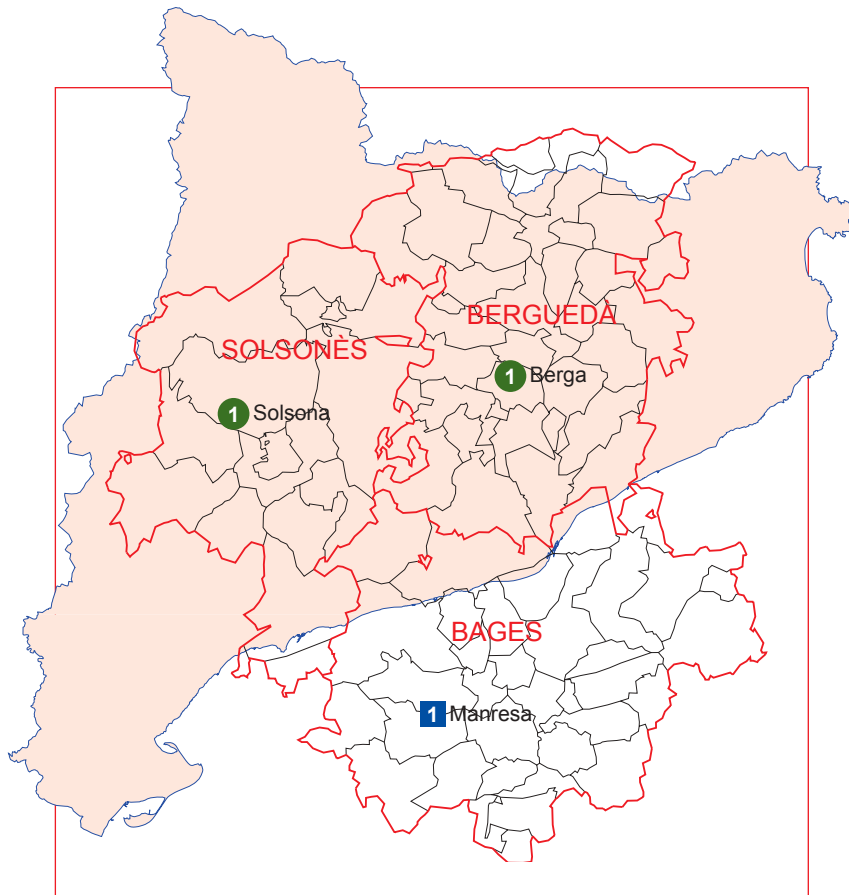 BERGUEDÀ
SOLSONÈS
1 Berga
1 Solsona
BAGES
1 Manresa